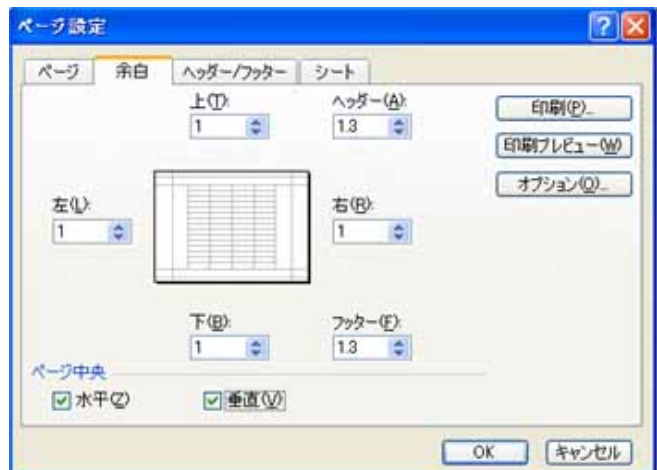 ページ設定
ページ 余白 ヘッダー/フッター シート
上(T): ヘッダー(A):
1 1.3
印刷(P)...
印刷プレビュー(W)
オプション(O)...
左(L): 右(R):
1 1
下(B): フッター(F):
1 1.3
ページ中央
水平(Z) 垂直(V)
OK キャンセル